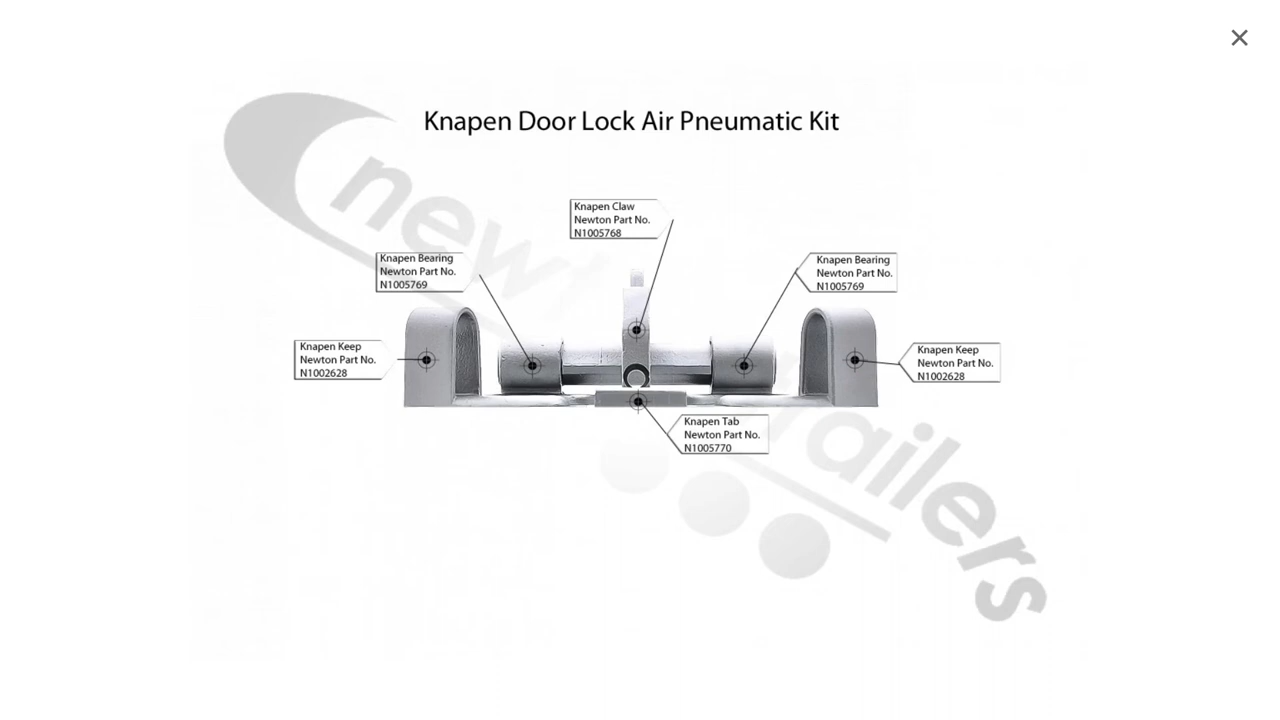 Knapen Door Lock Air Pneumatic Kit
Knapen Claw
Newton Part No.
N1005768
Knapen Bearing
Newton Part No.
N1005769
Knapen Bearing
Newton Part No.
N1005769
Knapen Keep
Newton Part No.
N1002628
Knapen Keep
Newton Part No.
N1002628
Knapen Tab
Newton Part No.
N1005770